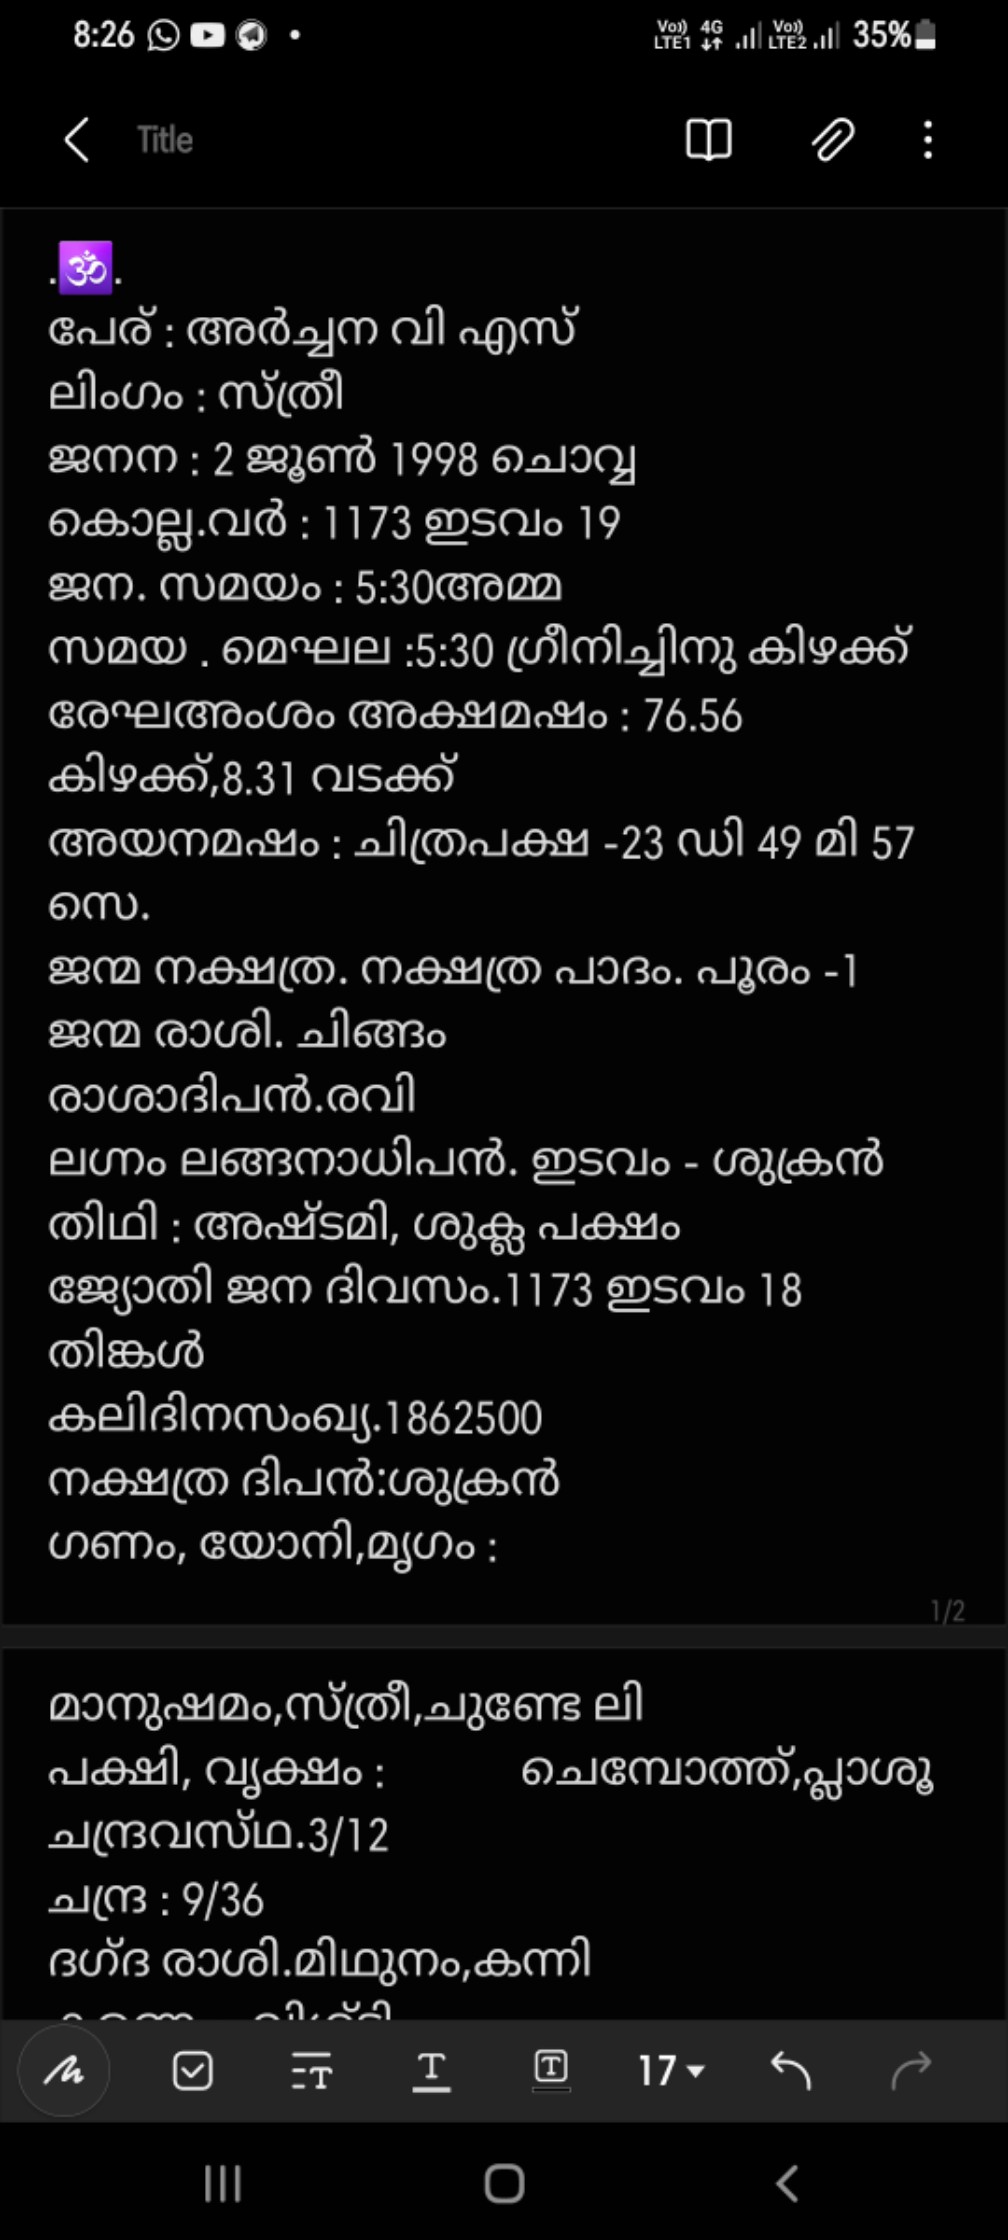 8:26 Vo)) LTE1 4G Vo)) LTE2 35%
Title
.🕉.
പേര് : അർച്ചന വി എസ്
ലിംഗം : സ്ത്രീ
ജനന : 2 ജൂൺ 1998 ചൊവ്വ
കൊല്ല.വർ : 1173 ഇടവം 19
ജന. സമയം : 5:30അമ്മ
സമയ . മെഘല :5:30 ഗ്രീനിച്ചിനു കിഴക്ക്
രേഘഅംശം അക്ഷമഷം : 76.56
കിഴക്ക്,8.31 വടക്ക്
അയനമഷം : ചിത്രപക്ഷ -23 ഡി 49 മി 57
സെ.
ജന്മ നക്ഷത്ര. നക്ഷത്ര പാദം. പൂരം -1
ജന്മ രാശി. ചിങ്ങം
രാശാദിപൻ.രവി
ലഗ്നം ലങ്ങനാധിപൻ. ഇടവം - ശുക്രൻ
തിഥി : അഷ്ടമി, ശുക്ല പക്ഷം
ജ്യോതി ജന ദിവസം.1173 ഇടവം 18
തിങ്കൾ
കലിദിനസംഖ്യ.1862500
നക്ഷത്ര ദിപൻ:ശുക്രൻ
ഗണം, യോനി,മൃഗം :
1/2
മാനുഷമം,സ്ത്രീ,ചുണ്ടേ ലി
പക്ഷി, വൃക്ഷം : ചെമ്പോത്ത്,പ്ലാശൂ
ചന്ദ്രവസ്ഥ.3/12
ചന്ദ്ര : 9/36
ദഗ്ദ രാശി.മിഥുനം,കന്നി
17